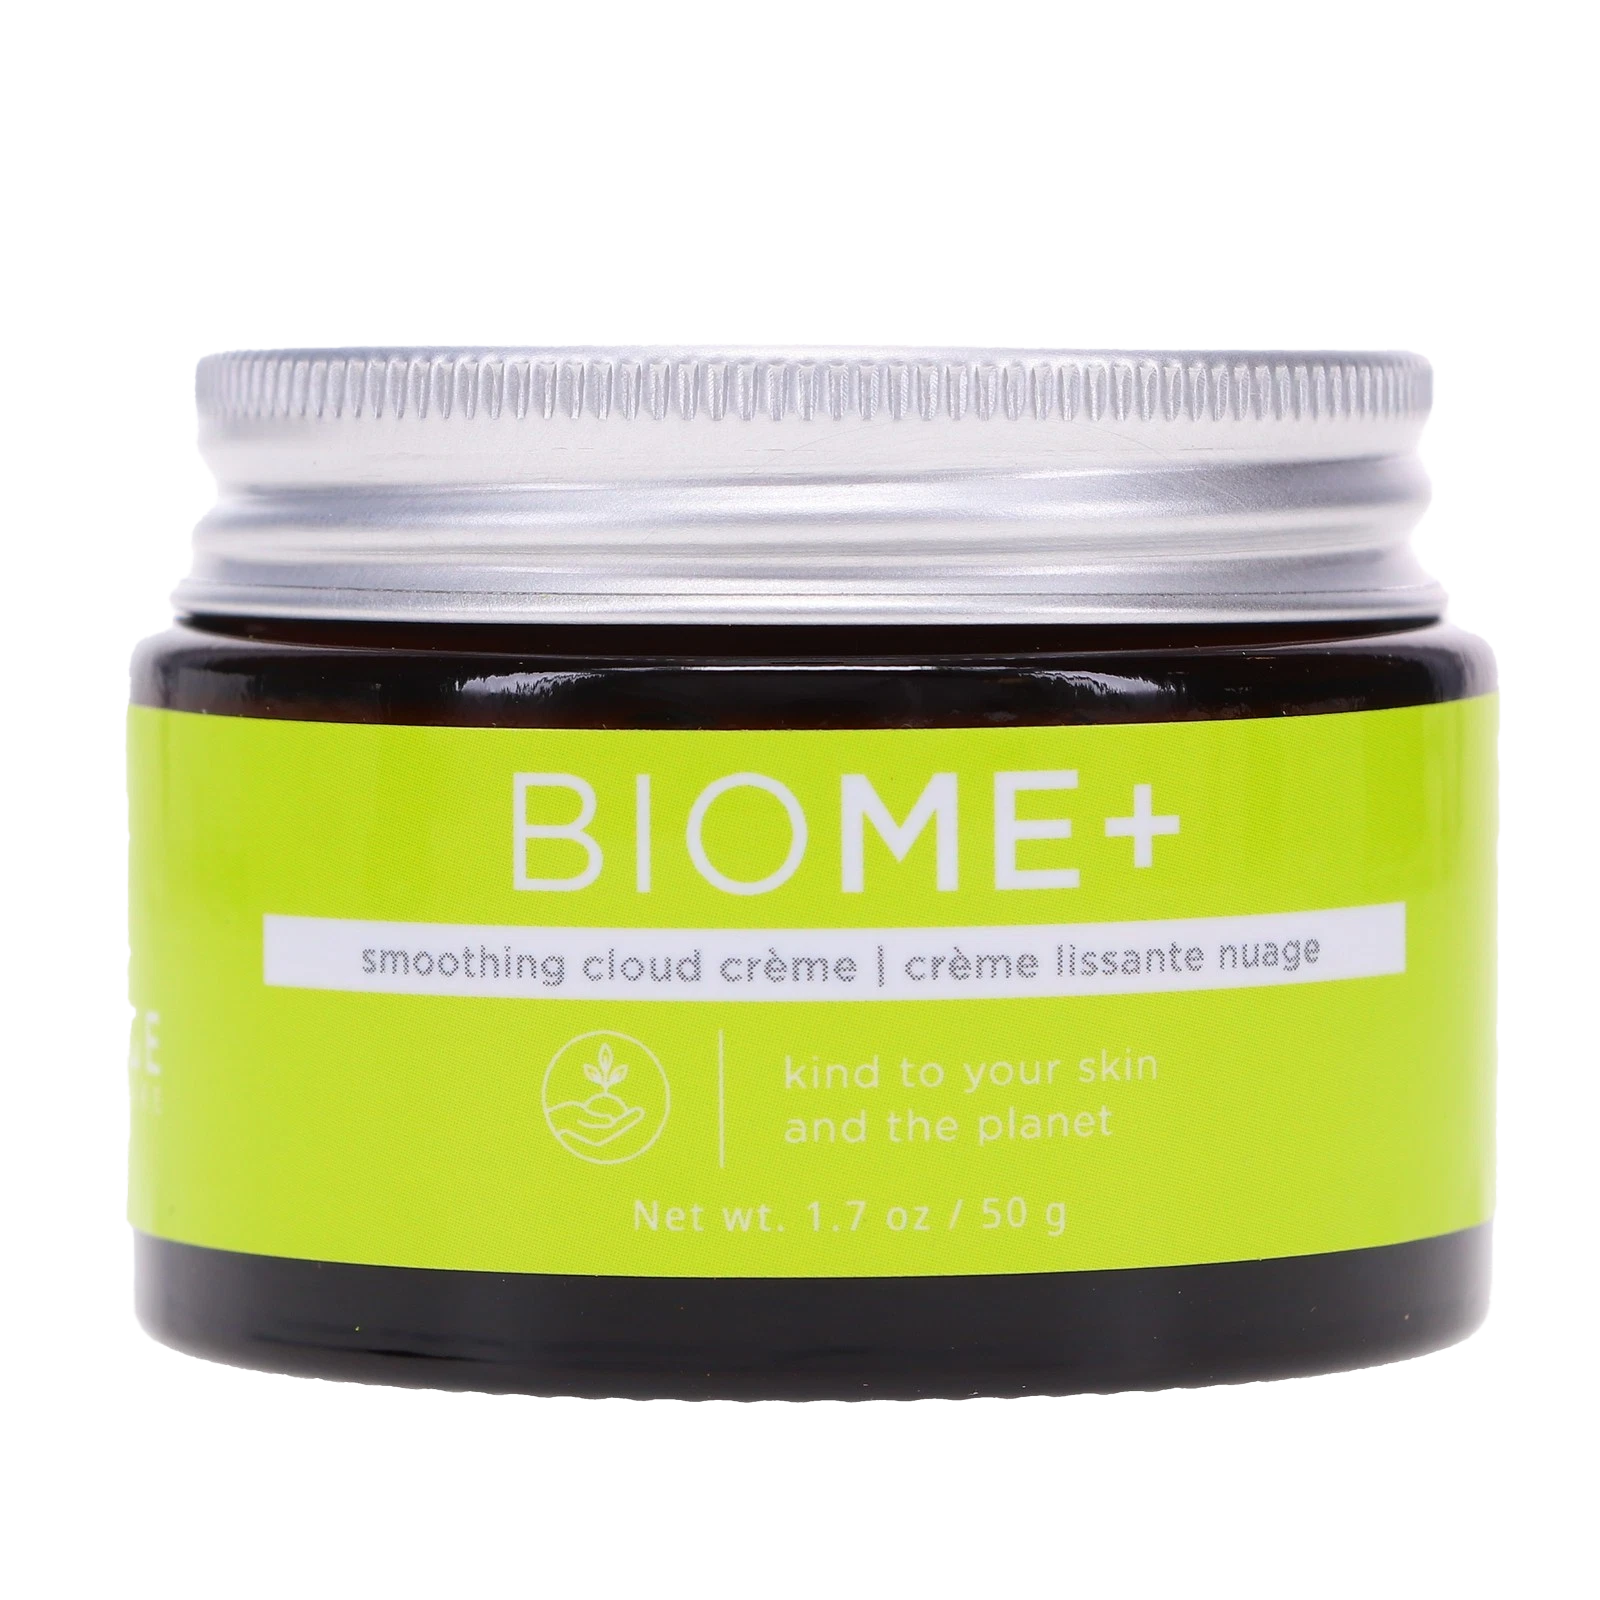 BIOME+
smoothing cloud crème | crème lissante nuage
kind to your skin
and the planet
Net wt. 1.7 oz / 50 g